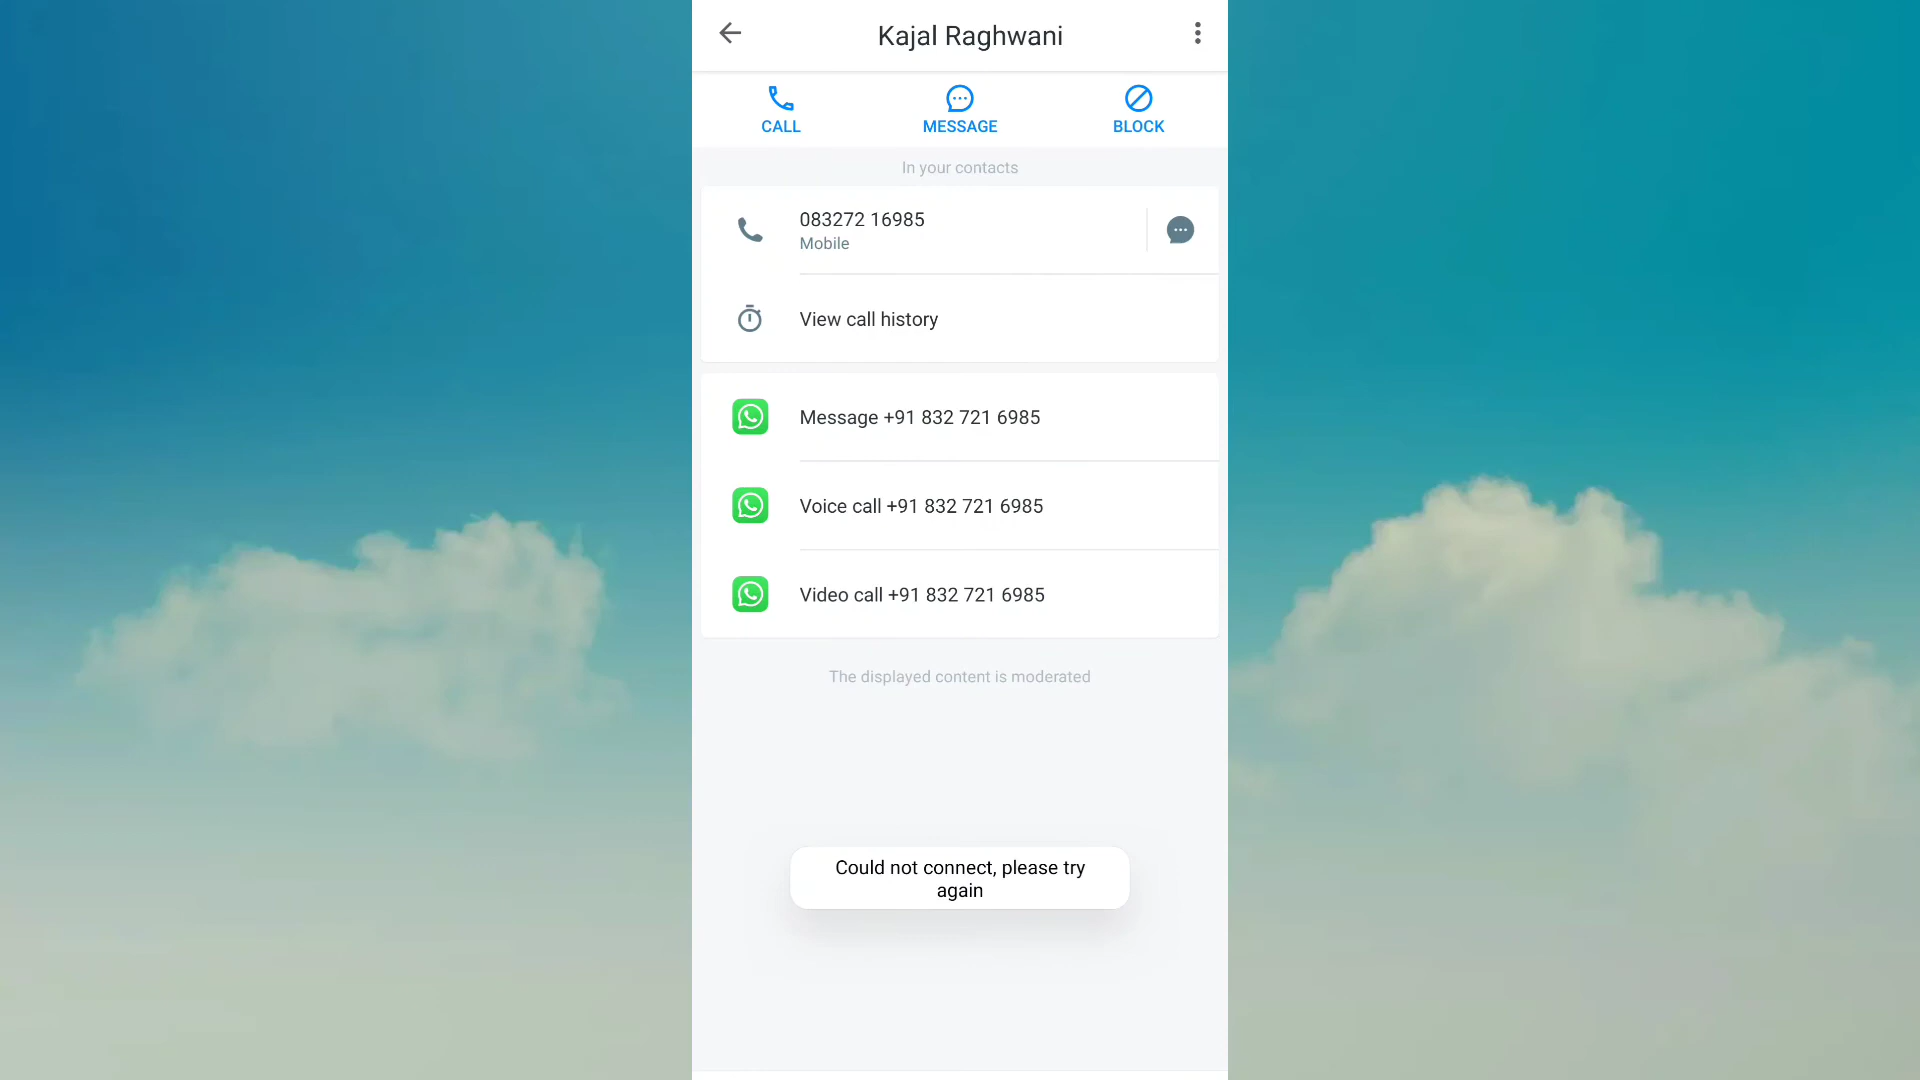 Kajal Raghwani
CALL
MESSAGE
BLOCK
In your contacts
083272 16985
Mobile
View call history
Message +91 832 721 6985
Voice call +91 832 721 6985
Video call +91 832 721 6985
The displayed content is moderated
Could not connect, please try
again